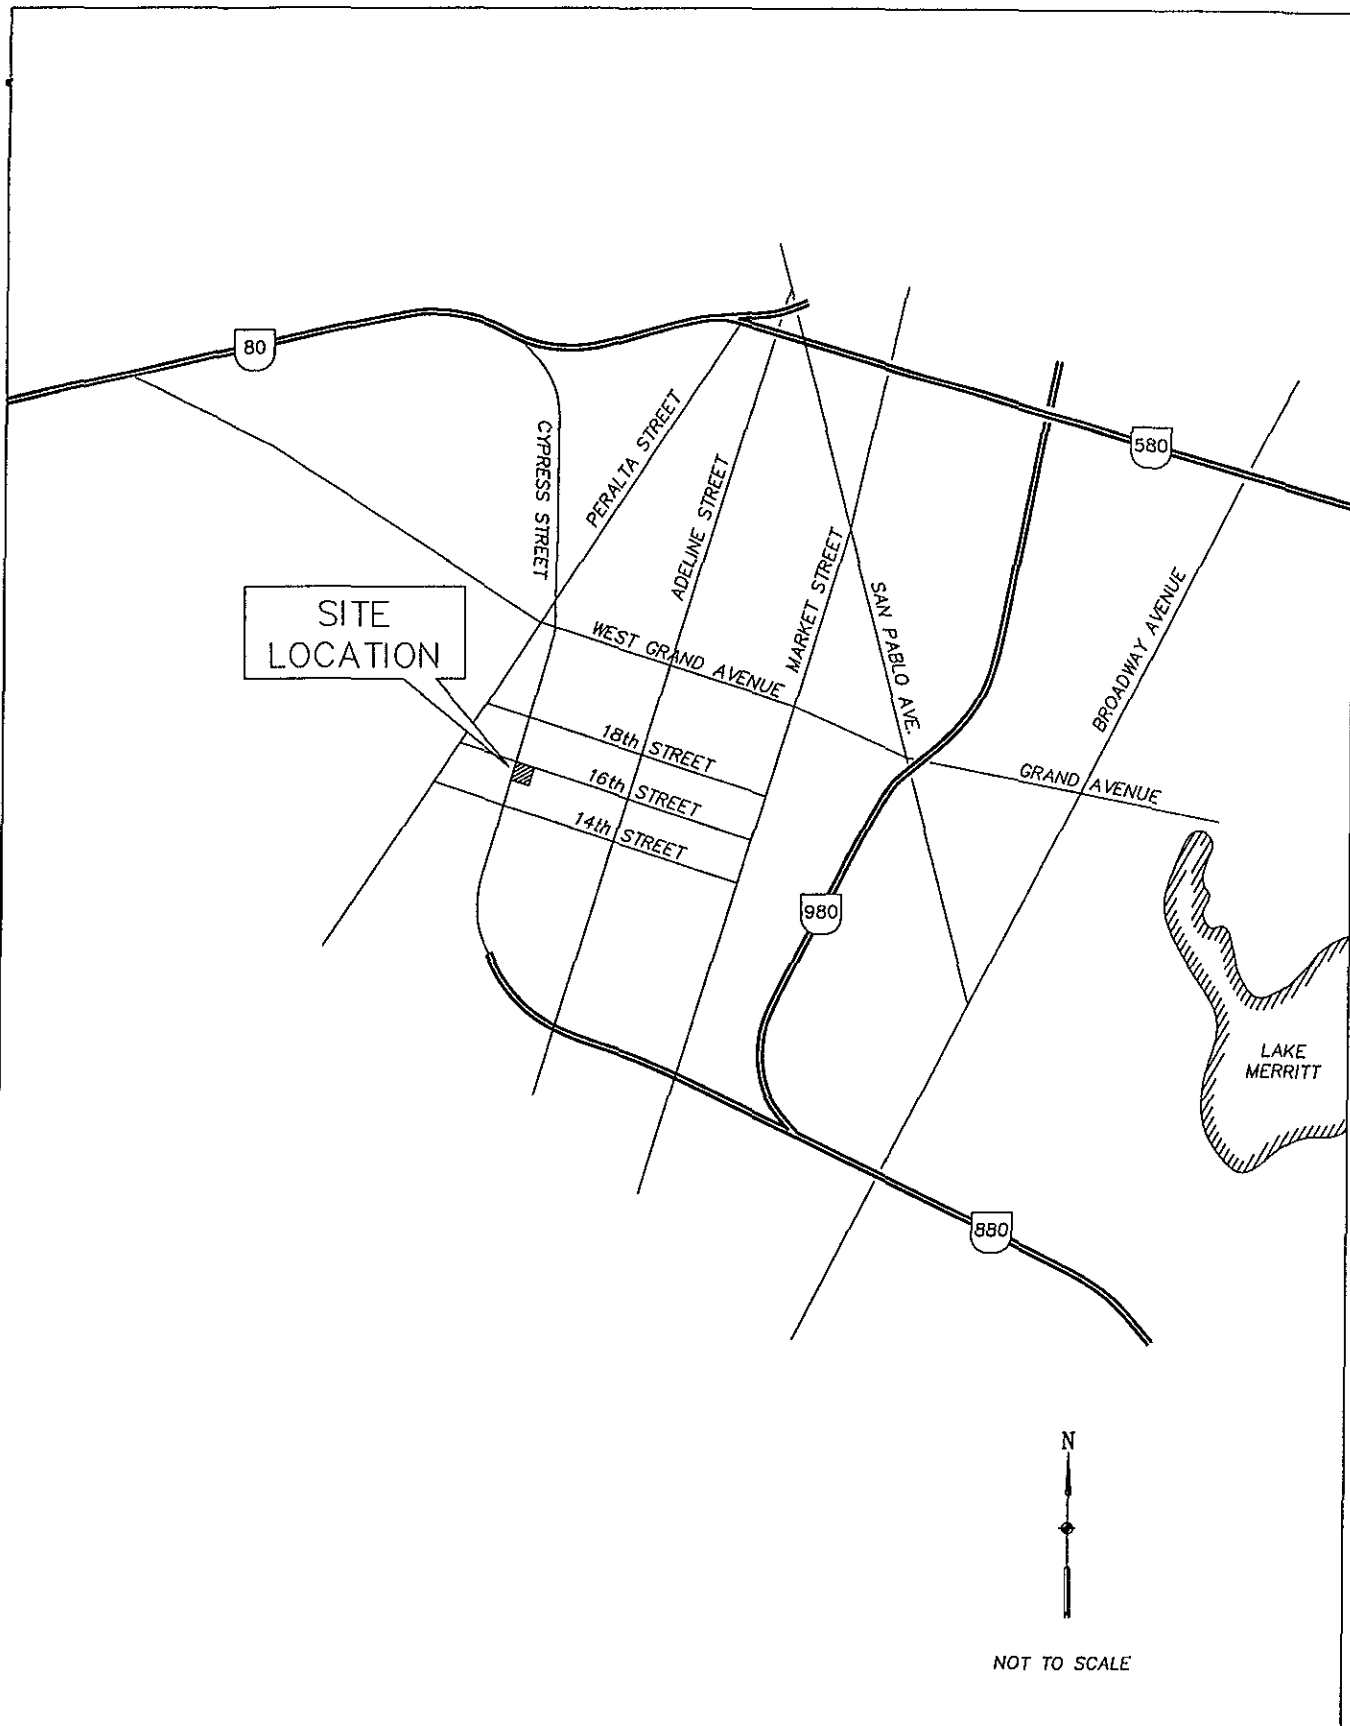 80
580
CYPRESS STREET
PERALTA STREET
ADELINE STREET
MARKET STREET
SAN PABLO AVE.
BROADWAY AVENUE
SITE
LOCATION
WEST GRAND AVENUE
18th STREET
16th STREET
14th STREET
GRAND AVENUE
980
LAKE
MERRITT
880
N
NOT TO SCALE